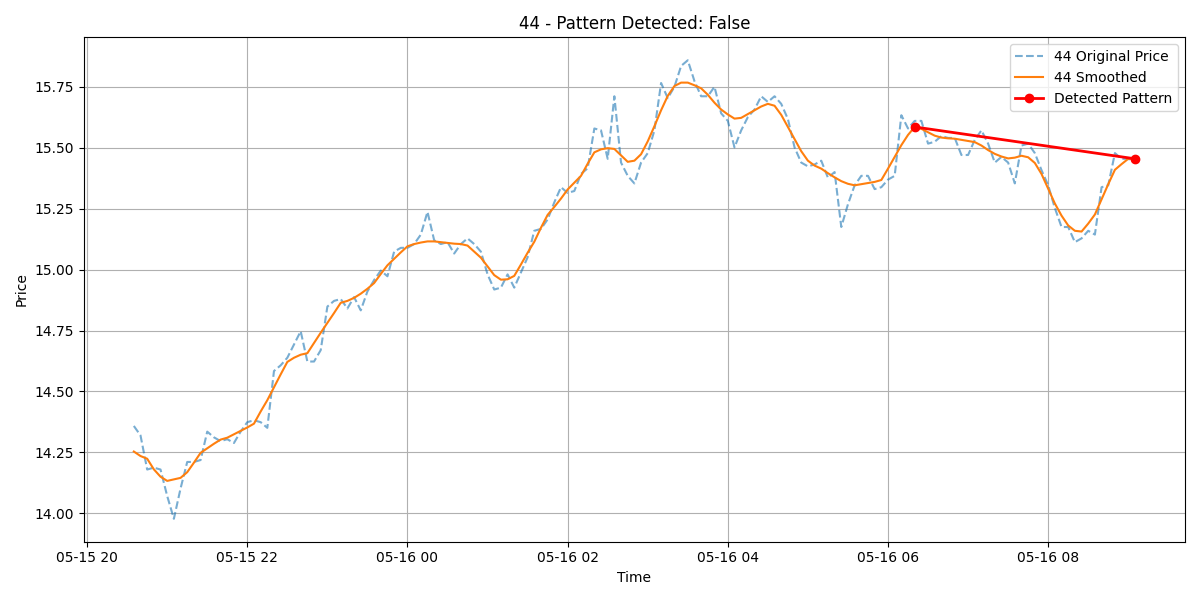 44 - Pattern Detected: False
44 Original Price
44 Smoothed
Detected Pattern
Price
15.75
15.50
15.25
15.00
14.75
14.50
14.25
14.00
05-15 20 05-15 22 05-16 00 05-16 02 05-16 04 05-16 06 05-16 08
Time